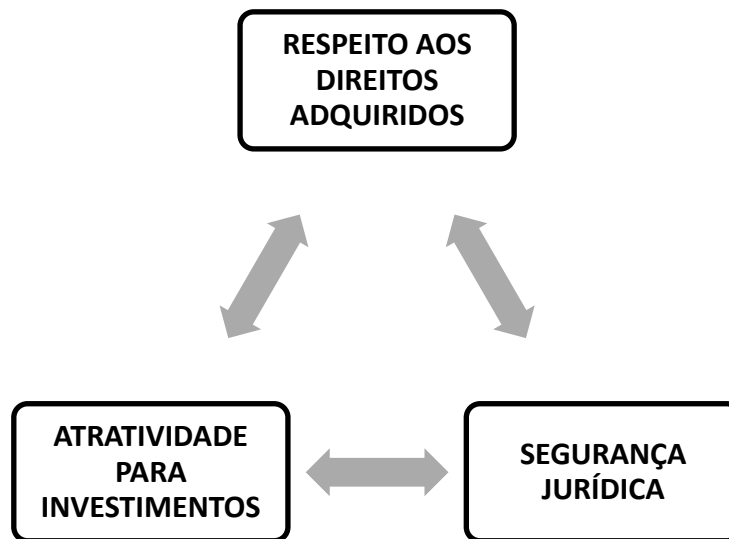 RESPEITO AOS
DIREITOS
ADQUIRIDOS
ATRATIVIDADE
PARA
INVESTIMENTOS
SEGURANÇA
JURÍDICA